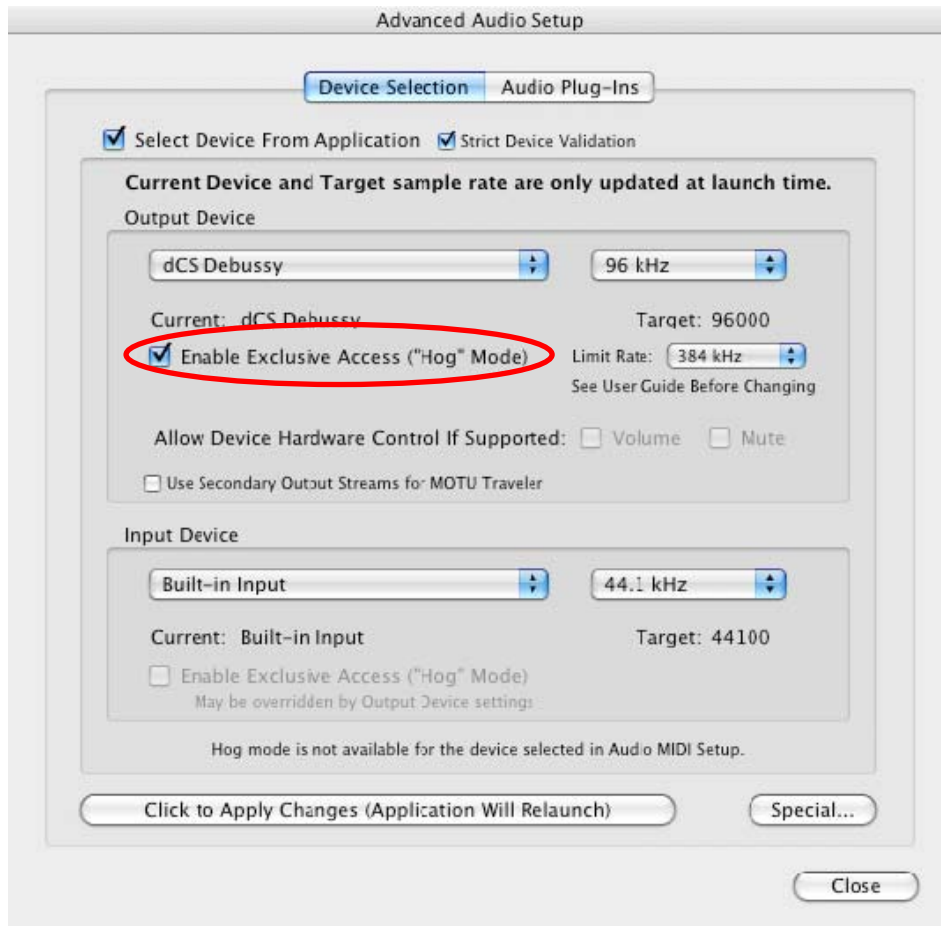 Advanced Audio Setup
Device Selection Audio Plug-Ins
Select Device From Application Strict Device Validation
Current Device and Target sample rate are only updated at launch time.
Output Device
dCS Debussy 96 kHz
Current: dCS Debussy Target: 96000
Enable Exclusive Access ("Hog" Mode) Limit Rate: 384 kHz
See User Guide Before Changing
Allow Device Hardware Control If Supported: Volume Mute
Use Secondary Output Streams for MOTU Traveler
Input Device
Built-in Input 44.1 kHz
Current: Built-in Input Target: 44100
Enable Exclusive Access ("Hog" Mode)
May be overridden by Output Device settings
Hog mode is not available for the device selected in Audio MIDI Setup.
Click to Apply Changes (Application Will Relaunch) Special...
Close